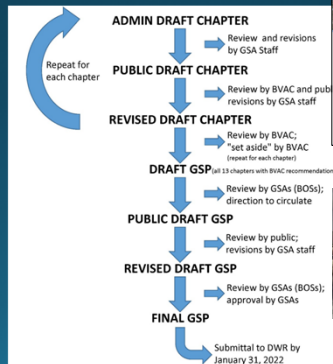 ADMIN DRAFT CHAPTER
Review and revisions
by GSA Staff
Repeat for
each chapter
PUBLIC DRAFT CHAPTER
Review by BVAC and publ
revisions by GSA staff
REVISED DRAFT CHAPTER
Review by BVAC;
"set aside" by BVAC
(repeat for each chapter)
DRAFT GSP (all 13 chapters with BVAC recommendation
Review by GSAs (BOSs);
direction to circulate
PUBLIC DRAFT GSP
Review by public;
revisions by GSA staff
REVISED DRAFT GSP
Review by GSAs (BOSs);
approval by GSAs
FINAL GSP
Submittal to DWR by
January 31, 2022